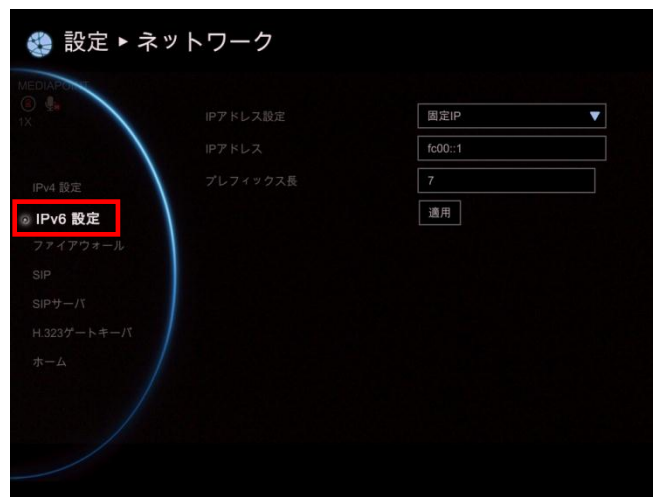 設定 ▸ ネットワーク
MEDIAPOINT
1X
IPアドレス設定
固定IP
IPアドレス
fc00::1
プレフィックス長
7
適用
IPv4 設定
IPv6 設定
ファイアウォール
SIP
SIPサーバ
H.323ゲートキーパ
ホーム